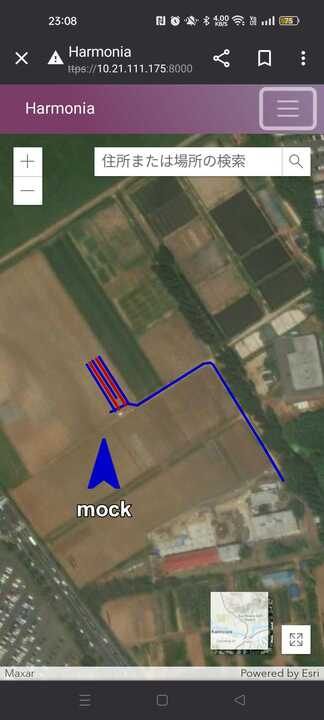 23:08
4.00
KB/S
75
Harmonia
https://10.21.111.175:8000
Harmonia
住所または場所の検索
mock
Maxar
Powered by Esri